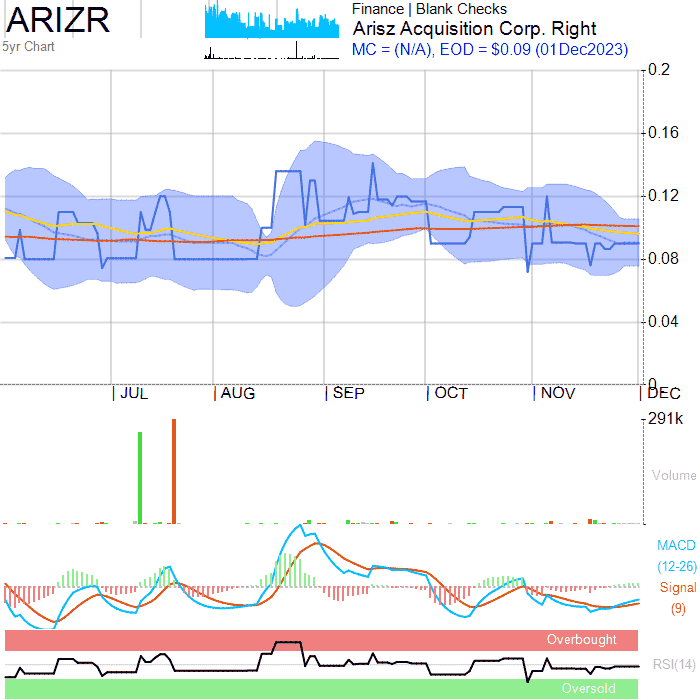 ARIZR
5yr Chart
Finance | Blank Checks
Arisz Acquisition Corp. Right
MC = (N/A), EOD = $0.09 (01Dec2023)
0.2
0.16
0.12
0.08
0.04
0
JUL
AUG
SEP
OCT
NOV
DEC
291k
Volume
MACD
(12-26)
Signal
(9)
Overbought
RSI(14)
Oversold